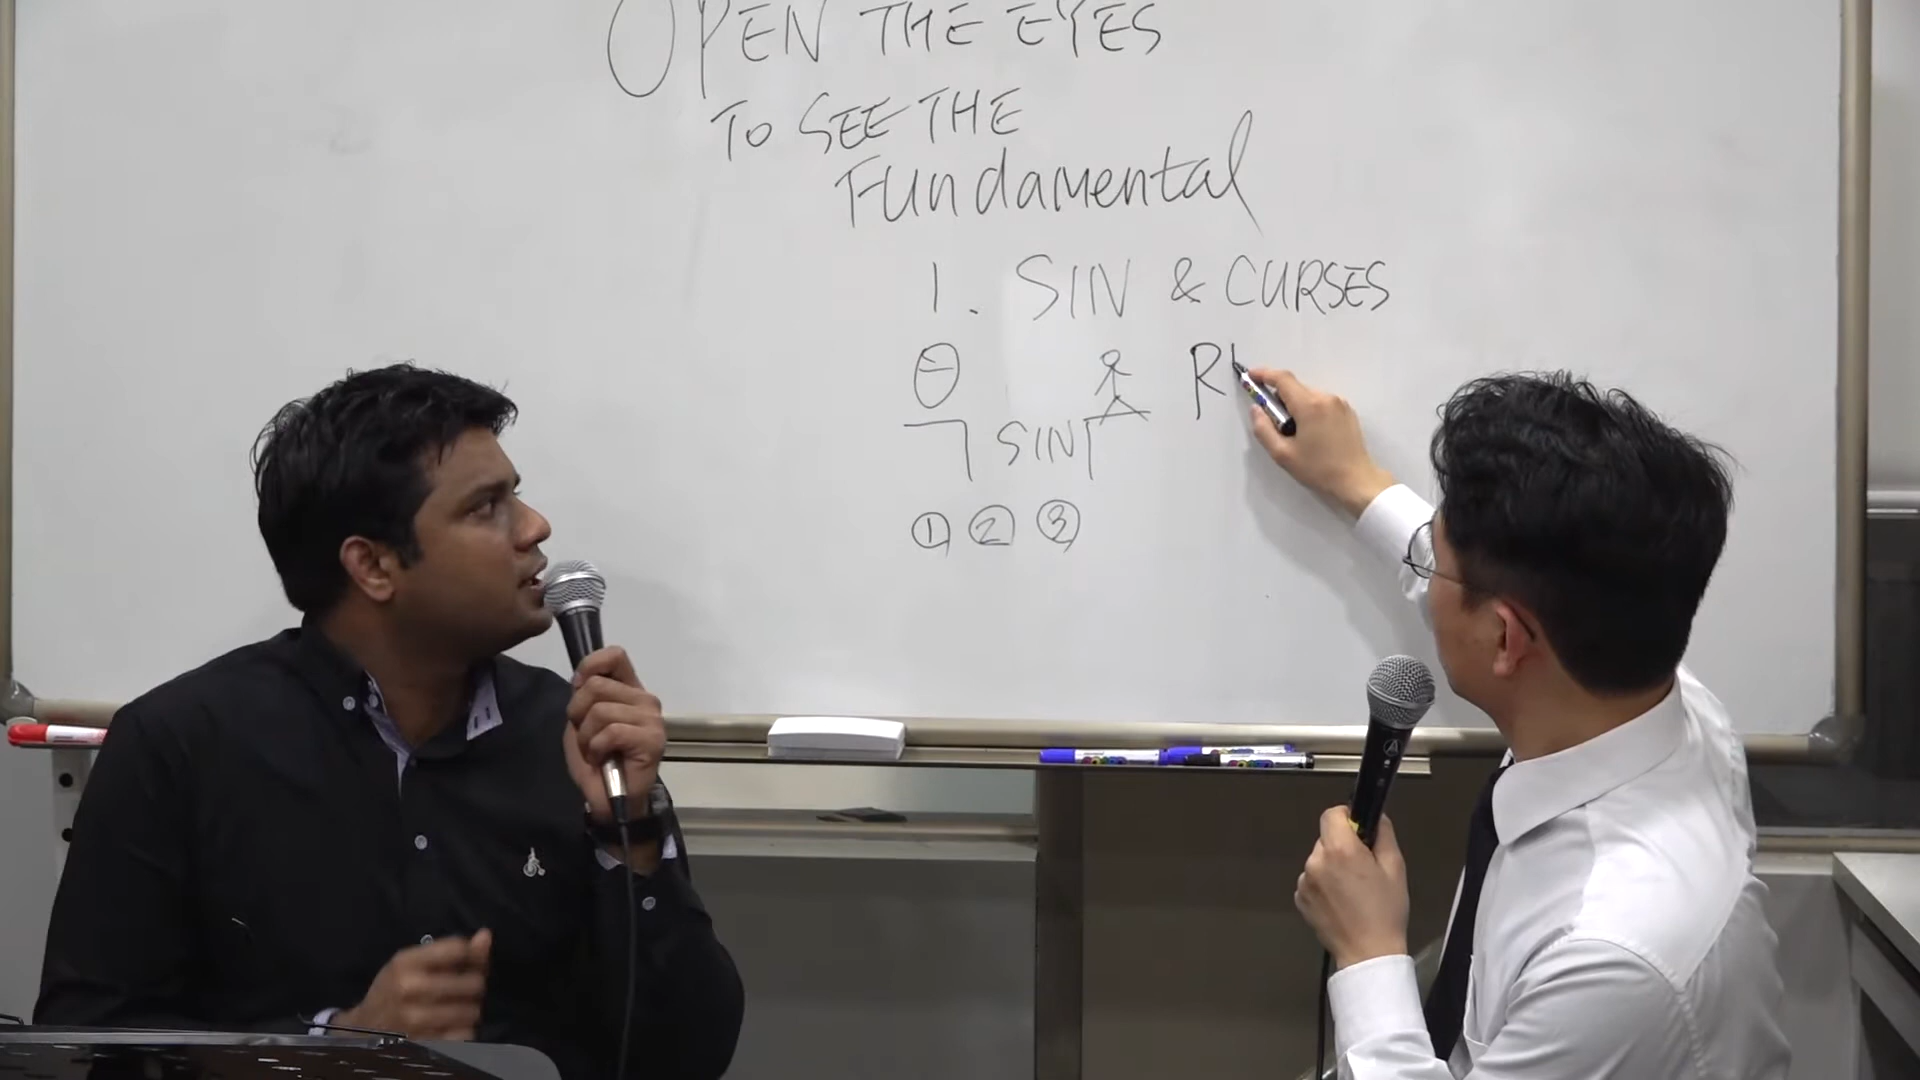 OPEN THE EYES
TO SEE THE
Fundamental
1. SIN & CURSES
R
SIN
① ② ③